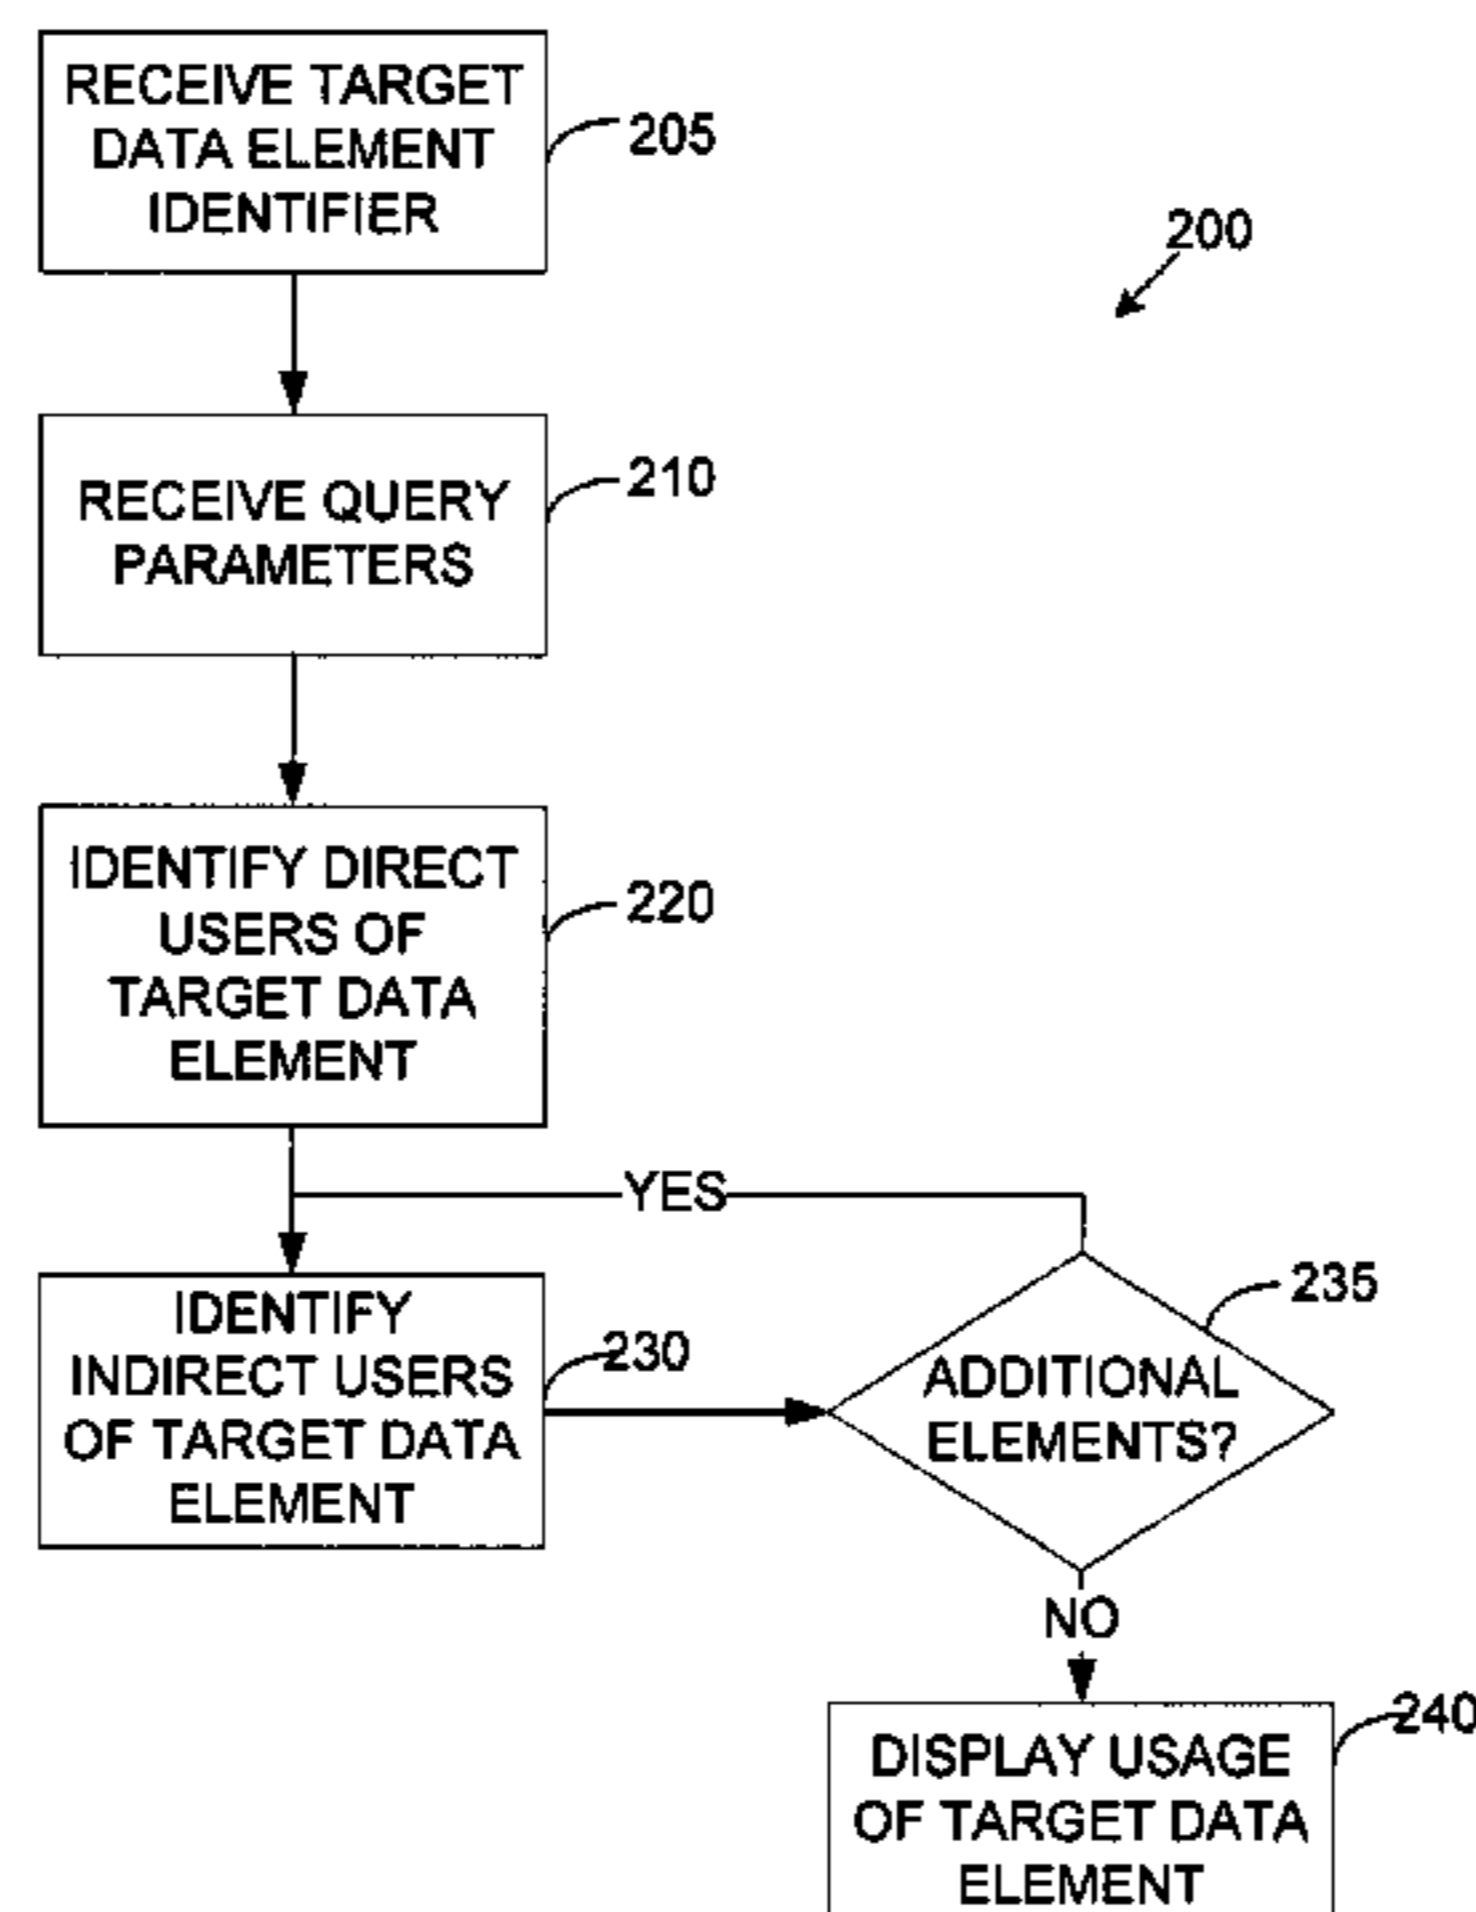 RECEIVE TARGET
DATA ELEMENT
IDENTIFIER
205
200
RECEIVE QUERY
PARAMETERS
210
IDENTIFY DIRECT
USERS OF
TARGET DATA
ELEMENT
220
YES
IDENTIFY
INDIRECT USERS
OF TARGET DATA
ELEMENT
230
ADDITIONAL
ELEMENTS?
235
NO
DISPLAY USAGE
OF TARGET DATA
ELEMENT
240